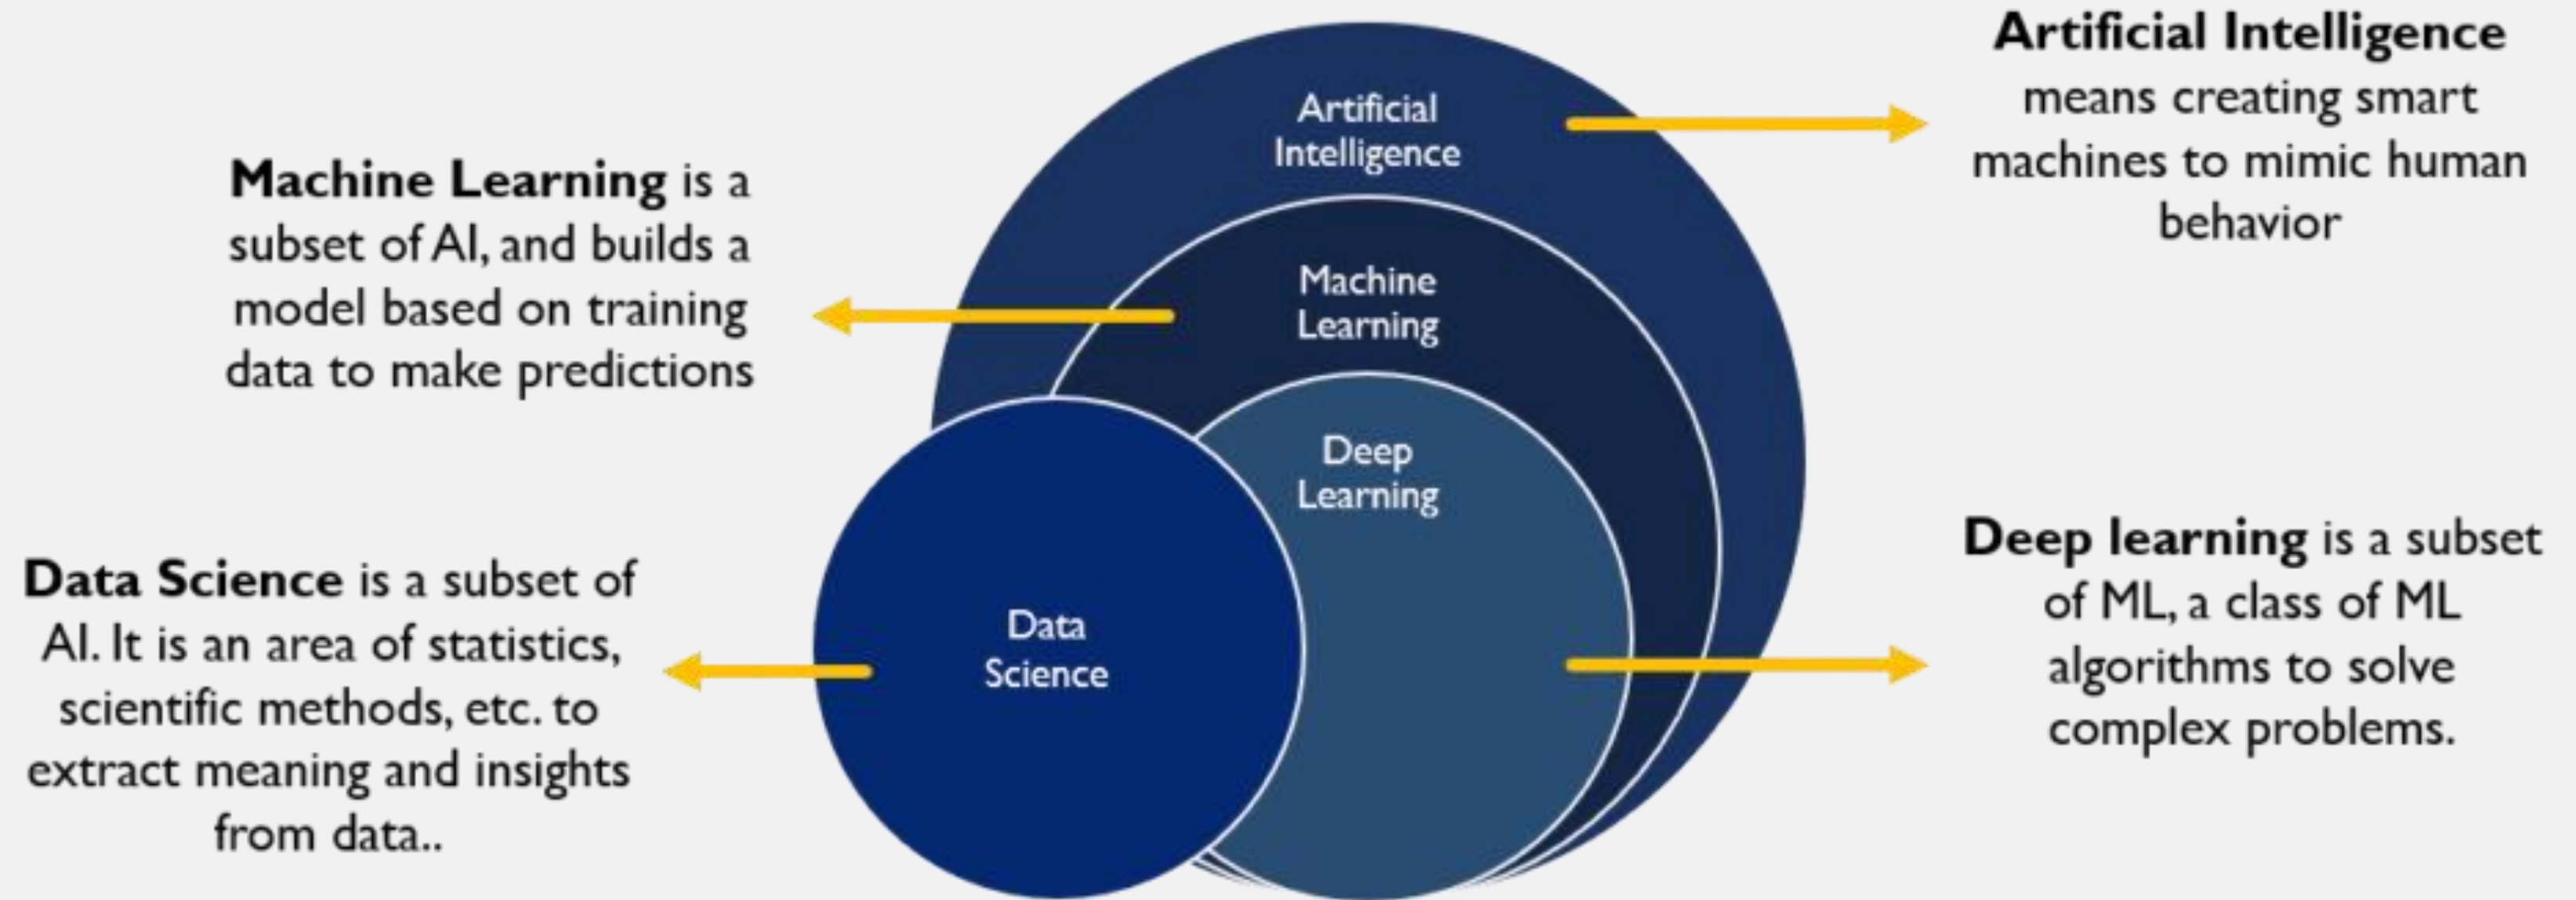 Artificial Intelligence
means creating smart
machines to mimic human
behavior
Machine Learning is a
subset of AI, and builds a
model based on training
data to make predictions
Artificial
Intelligence
Machine
Learning
Deep
Learning
Data
Science
Data Science is a subset of
AI. It is an area of statistics,
scientific methods, etc. to
extract meaning and insights
from data..
Deep learning is a subset
of ML, a class of ML
algorithms to solve
complex problems.